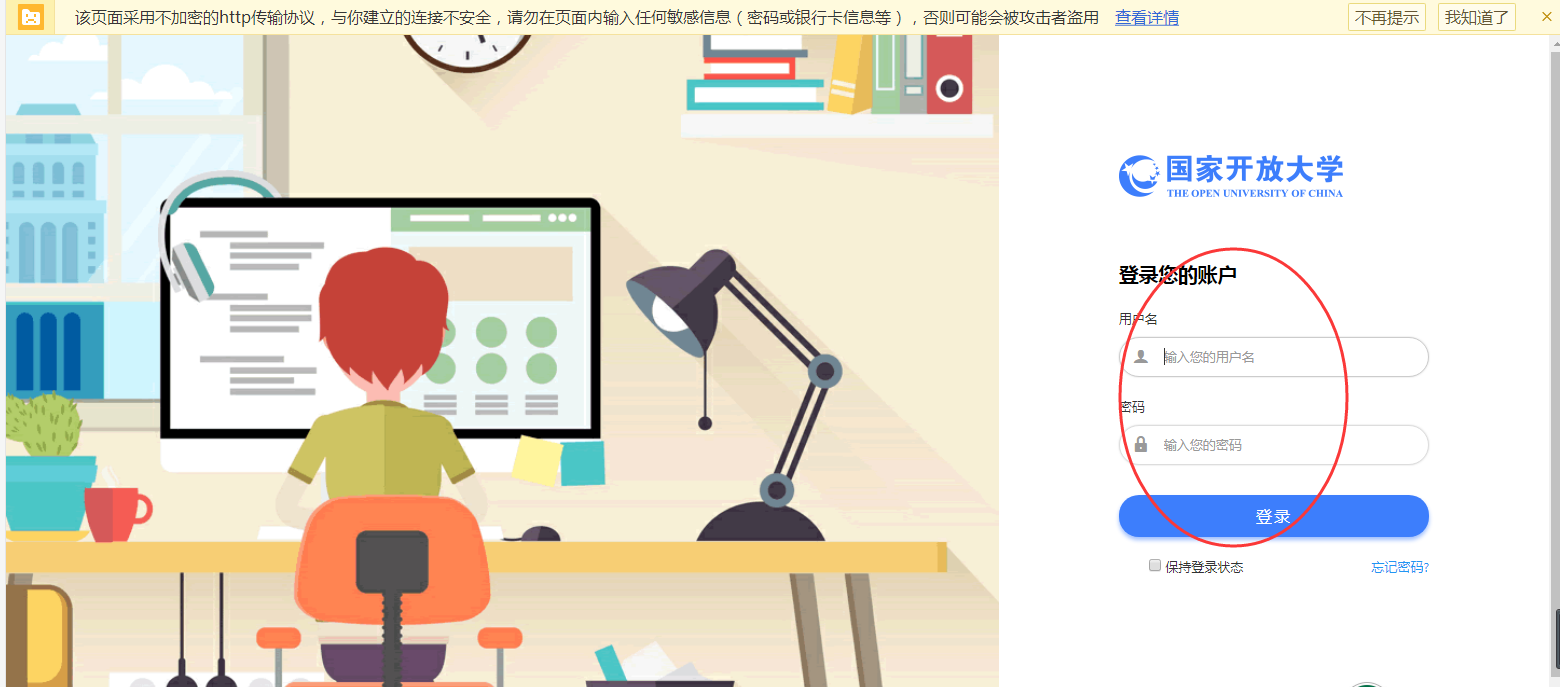 该页面采用不加密的http传输协议，与你建立的连接不安全，请勿在页面内输入任何敏感信息（密码或银行卡信息等），否则可能会被攻击者盗用 查看详情 不再提示 我知道了
国家开放大学
THE OPEN UNIVERSITY OF CHINA
登录您的账户
用户名
输入您的用户名
密码
输入您的密码
登录
保持登录状态 忘记密码?